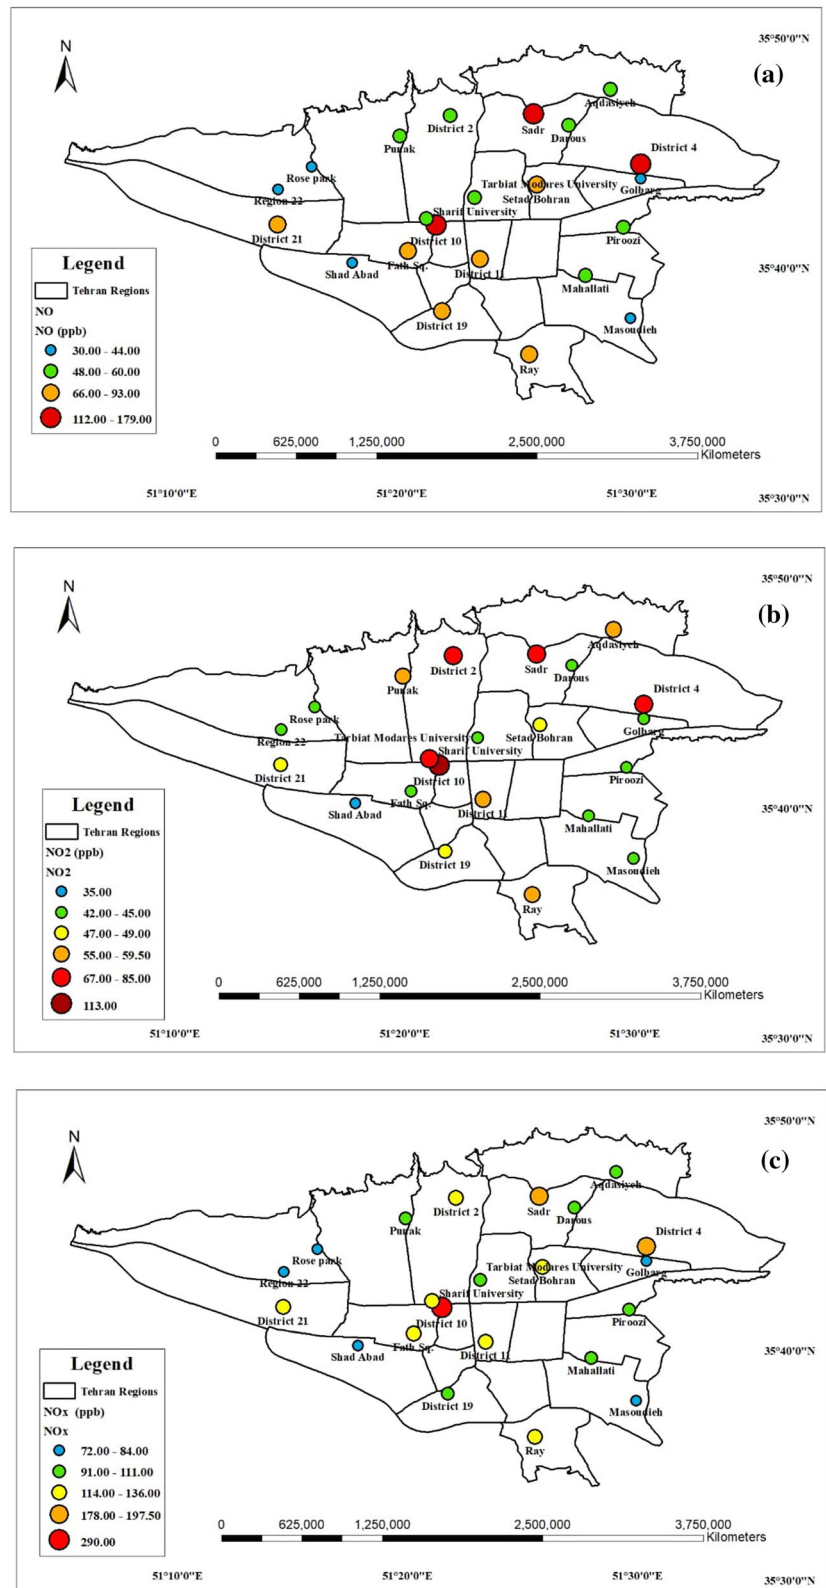 35°50'0"N
N
(a)
Aqdasiyeh
District 2
Sadr
Darous
Punak
District 4
Rose park
Tarbiat Modares University
Golbarg
Region 22
Setad Bohran
Sharif University
District 21
District 10
Piroozi
Fath Sq.
Shad Abad
District 11
35°40'0"N
Mahallati
District 19
Masoudieh
Ray
Legend
Tehran Regions
NO
NO (ppb)
30.00 - 44.00
48.00 - 60.00
66.00 - 93.00
112.00 - 179.00
0 625,000 1,250,000 2,500,000 3,750,000
Kilometers
51°10'0"E 51°20'0"E 51°30'0"E
35°30'0"N
35°50'0"N
N
(b)
Aqdasiyeh
District 2
Sadr
Darous
Punak
District 4
Rose park
Golbarg
Region 22
Tarbiat Modares University
Setad Bohran
Sharif University
District 21
District 10
Piroozi
Fath Sq.
Shad Abad
District 11
35°40'0"N
Mahallati
District 19
Masoudieh
Ray
Legend
Tehran Regions
NO2 (ppb)
NO2
35.00
42.00 - 45.00
47.00 - 49.00
55.00 - 59.50
67.00 - 85.00
113.00
0 625,000 1,250,000 2,500,000 3,750,000
Kilometers
51°10'0"E 51°20'0"E 51°30'0"E
35°30'0"N
35°50'0"N
N
(c)
Aqdasiyeh
District 2
Sadr
Darous
Punak
District 4
Rose park
Tarbiat Modares University
Golbarg
Region 22
Setad Bohran
Sharif University
District 21
District 10
Piroozi
Fath Sq.
Shad Abad
District 11
35°40'0"N
Mahallati
District 19
Masoudieh
Ray
Legend
Tehran Regions
NOx (ppb)
NOx
72.00 - 84.00
91.00 - 111.00
114.00 - 136.00
178.00 - 197.50
290.00
0 625,000 1,250,000 2,500,000 3,750,000
Kilometers
51°10'0"E 51°20'0"E 51°30'0"E
35°30'0"N